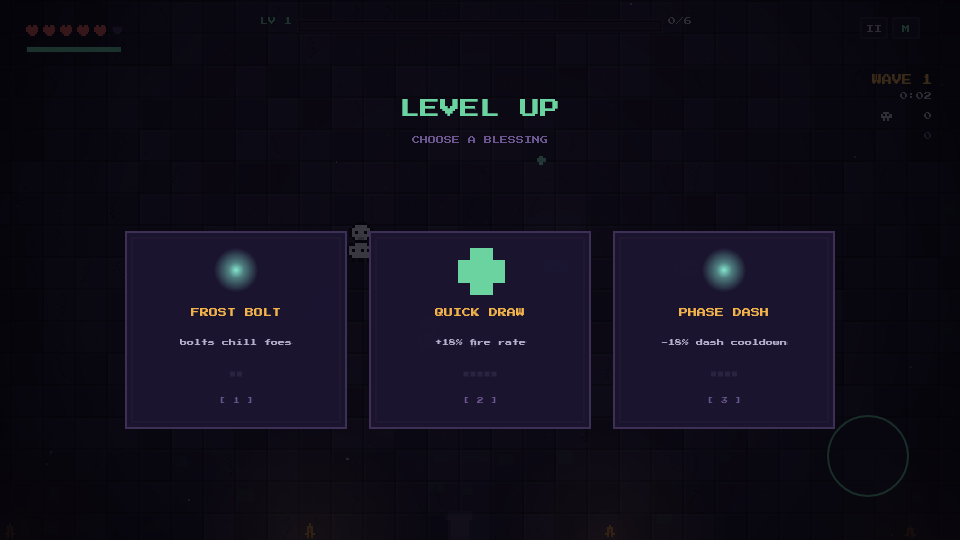 LV 1
0/6
II
M
WAVE 1
0:02
0
0
LEVEL UP
CHOOSE A BLESSING
FROST BOLT
bolts chill foes
[ 1 ]
QUICK DRAW
+18% fire rate
[ 2 ]
PHASE DASH
-18% dash cooldown
[ 3 ]